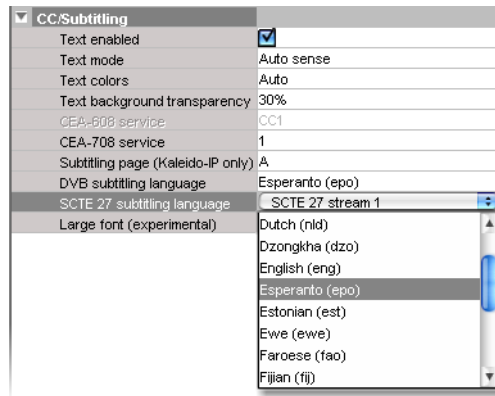 CC/Subtitling
Text enabled
Text mode Auto sense
Text colors Auto
Text background transparency 30%
CEA-608 service CC1
CEA-708 service 1
Subtitling page (Kaleido-IP only) A
DVB subtitling language Esperanto (epo)
SCTE 27 subtitling language SCTE 27 stream 1
Large font (experimental) Dutch (nld)
Dzongkha (dzo)
English (eng)
Esperanto (epo)
Estonian (est)
Ewe (ewe)
Faroese (fao)
Fijian (fij)